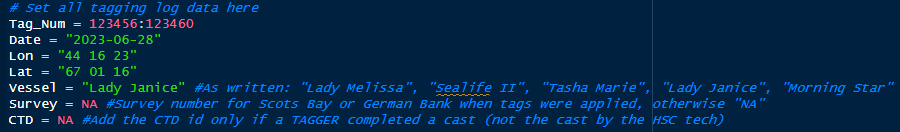 # Set all tagging log data here
Tag_Num = 123456:123460
Date = "2023-06-28"
Lon = "44 16 23"
Lat = "67 01 16"
Vessel = "Lady Janice" #As written: "Lady Melissa", "Sealife II", "Tasha Marie", "Lady Janice", "Morning Star"
Survey = NA #Survey number for Scots Bay or German Bank when tags were applied, otherwise "NA"
CTD = NA #Add the CTD id only if a TAGGER completed a cast (not the cast by the HSC tech)